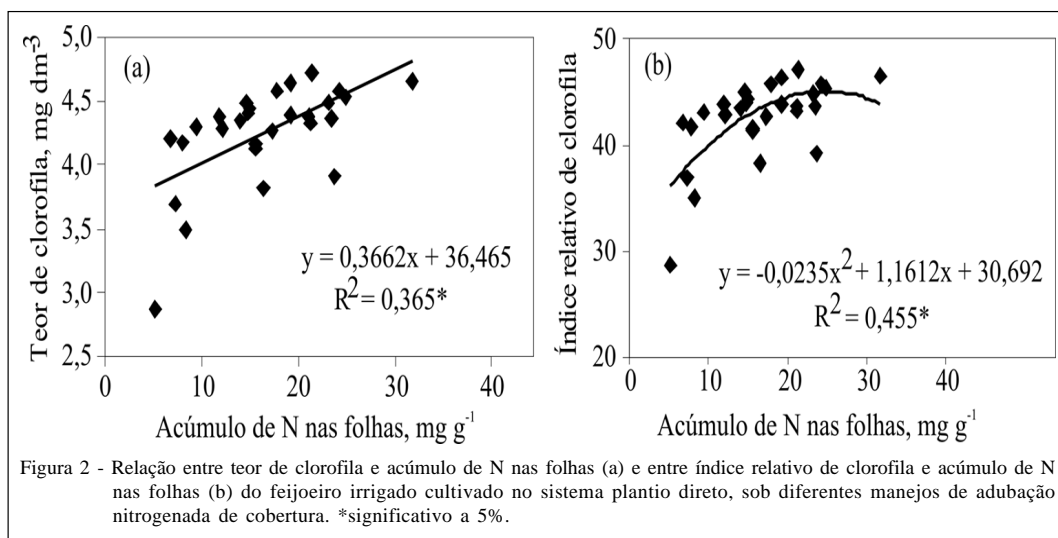 Teor de clorofila, mg dm⁻³
5,0
4,5
4,0
3,5
3,0
2,5
(a)
y = 0,3662x + 36,465
R² = 0,365*
0 10 20 30 40
Acúmulo de N nas folhas, mg g⁻¹
Índice relativo de clorofila
50
40
30
20
(b)
y = -0,0235x² + 1,1612x + 30,692
R² = 0,455*
0 10 20 30 40
Acúmulo de N nas folhas, mg g⁻¹
Figura 2 - Relação entre teor de clorofila e acúmulo de N nas folhas (a) e entre índice relativo de clorofila e acúmulo de N
nas folhas (b) do feijoeiro irrigado cultivado no sistema plantio direto, sob diferentes manejos de adubação
nitrogenada de cobertura. *significativo a 5%.